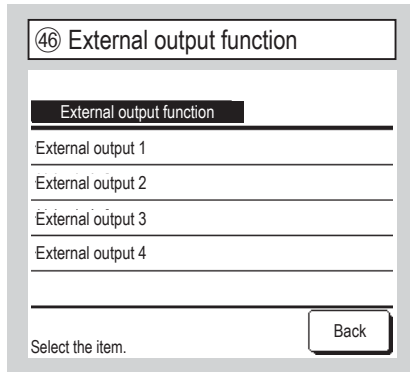 ㊻ External output function
External output function
External output 1
External output 2
External output 3
External output 4
Back
Select the item.